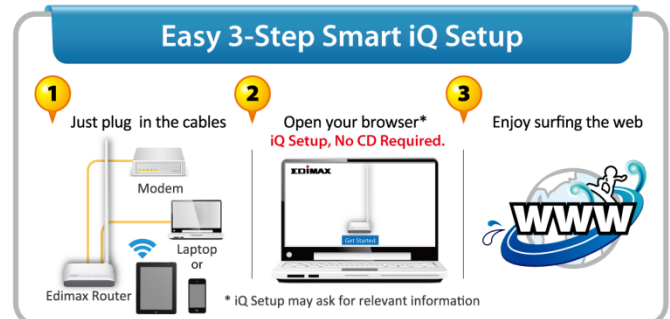 Easy 3-Step Smart iQ Setup
1
Just plug in the cables
Modem
Laptop
or
Edimax Router
2
Open your browser*
iQ Setup, No CD Required.
EDIMAX
Get Started
* iQ Setup may ask for relevant information
3
Enjoy surfing the web
WWW